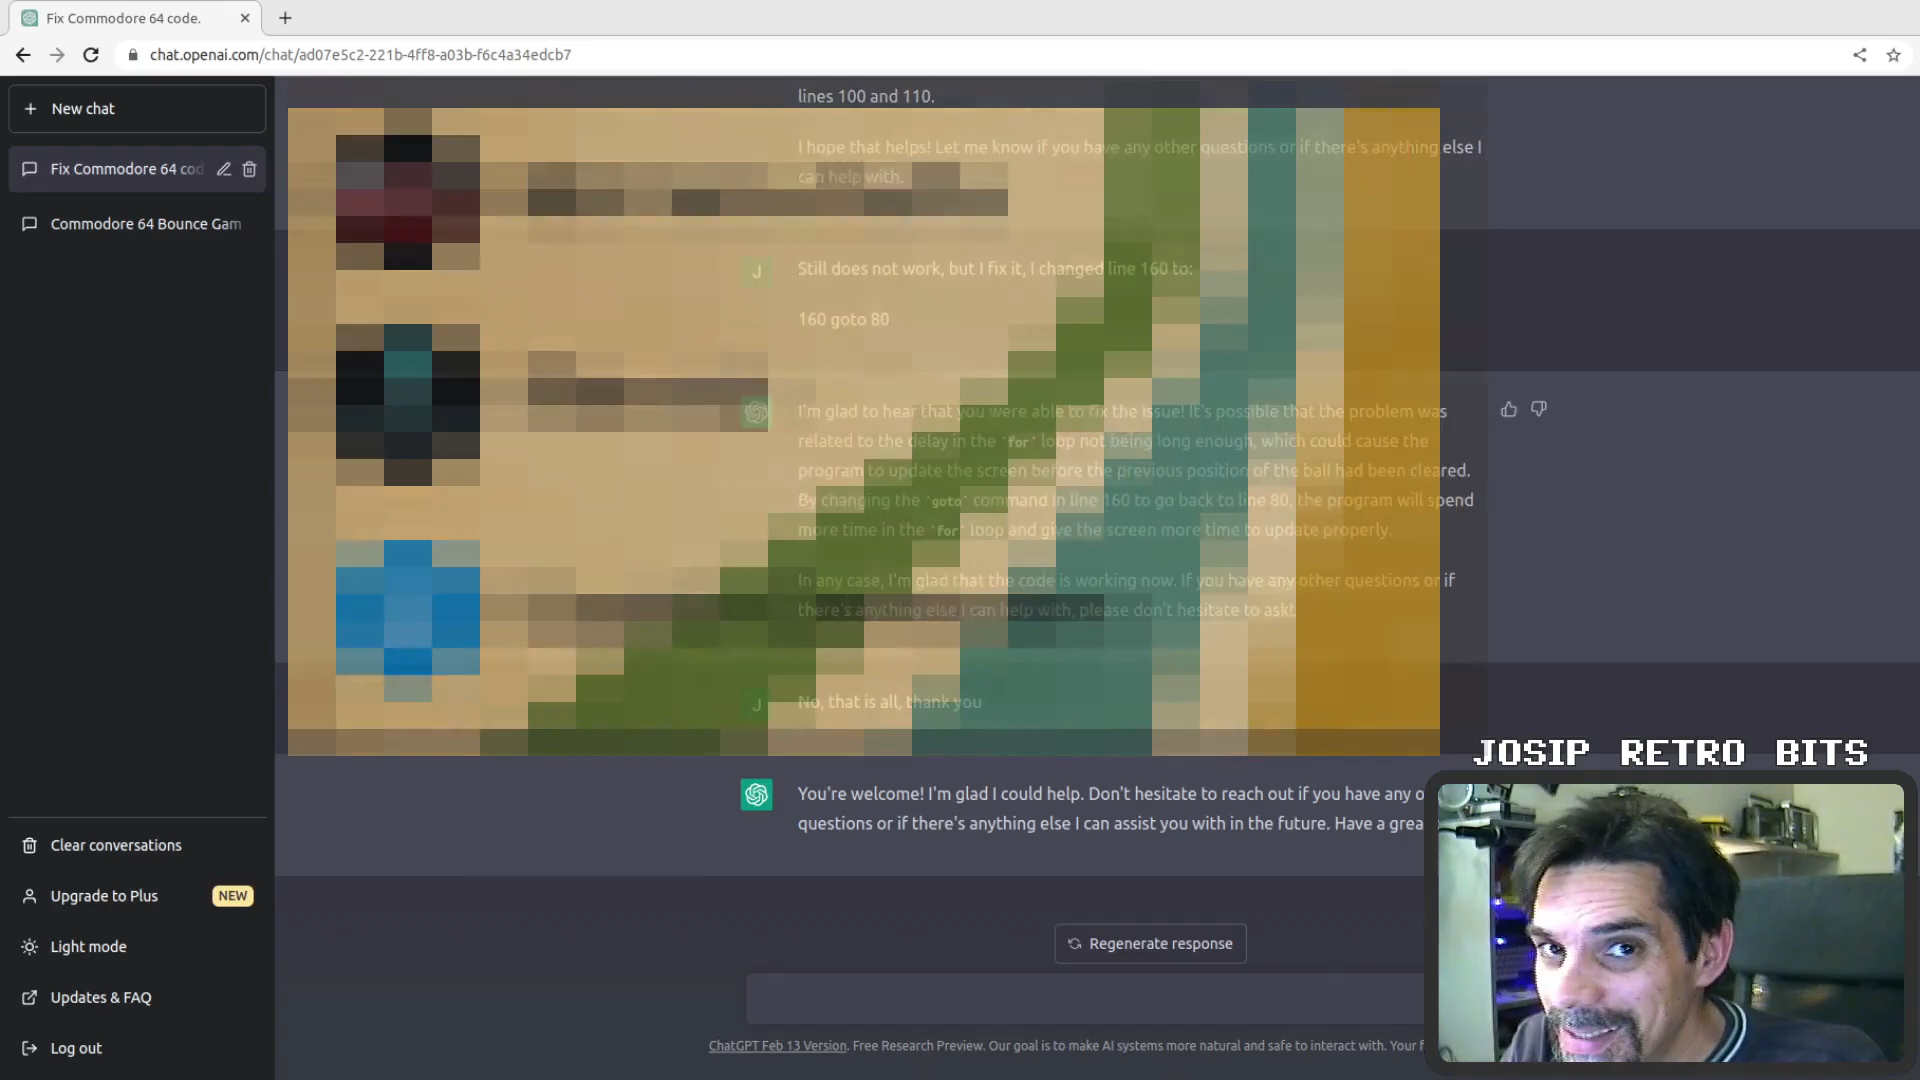 Fix Commodore 64 code.
chat.openai.com/chat/ad07e5c2-221b-4ff8-a03b-f6c4a34edcb7
New chat
Fix Commodore 64 cod
Commodore 64 Bounce Gam
Clear conversations
Upgrade to Plus NEW
Light mode
Updates & FAQ
Log out
lines 100 and 110.
I hope that helps! Let me know if you have any other questions or if there's anything else I
can help with.
J
Still does not work, but I fix it, I changed line 160 to:
160 goto 80
I'm glad to hear that you were able to fix the issue! It's possible that the problem was
related to the delay in the `for` loop not being long enough, which could cause the
program to update the screen before the previous position of the ball had been cleared.
By changing the `goto` command in line 160 to go back to line 80, the program will spend
more time in the `for` loop and give the screen more time to update properly.
In any case, I'm glad that the code is working now. If you have any other questions or if
there's anything else I can help with, please don't hesitate to ask!
J
No, that is all, thank you
You're welcome! I'm glad I could help. Don't hesitate to reach out if you have any o
questions or if there's anything else I can assist you with in the future. Have a grea
Regenerate response
ChatGPT Feb 13 Version. Free Research Preview. Our goal is to make AI systems more natural and safe to interact with. Your f
JOSIP RETRO BITS